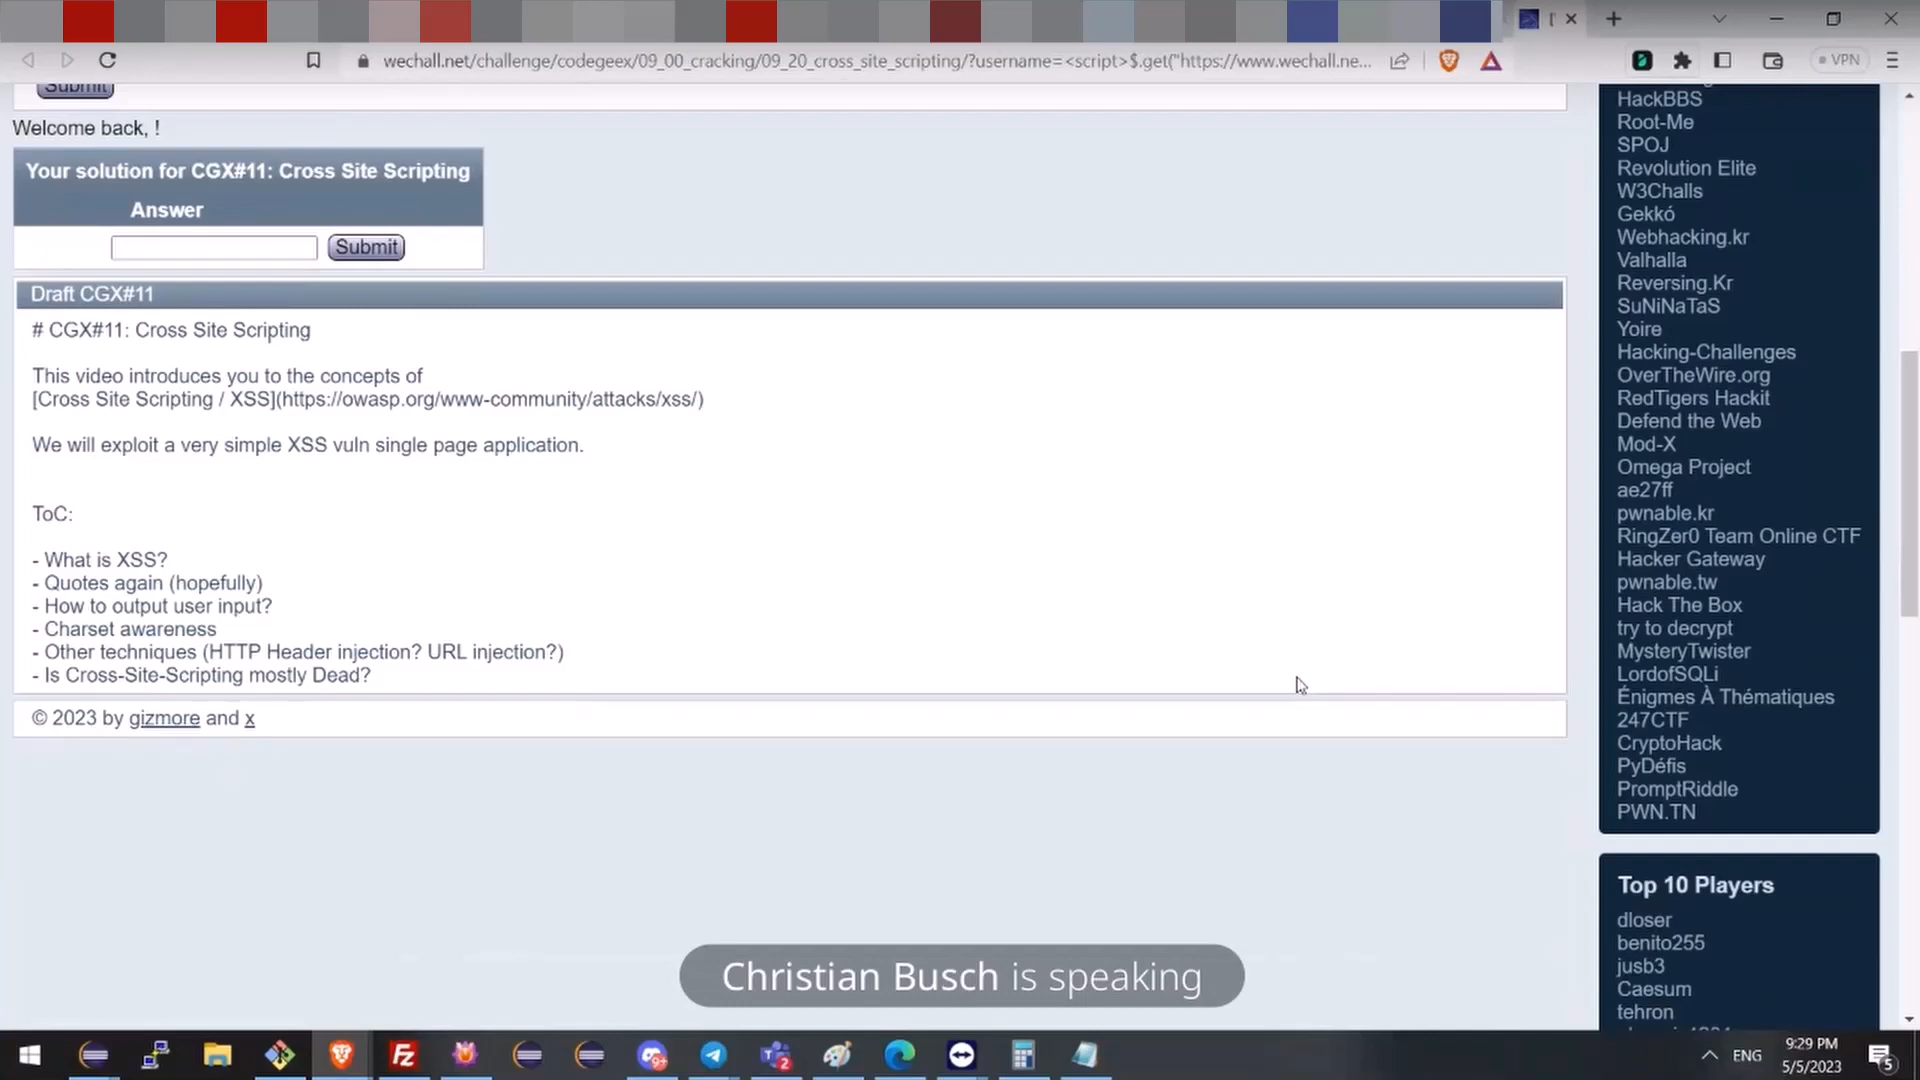 wechall.net/challenge/codegeex/09_00_cracking/09_20_cross_site_scripting/?username=<script>$.get("https://www.wechall.ne...
VPN
Submit
Welcome back, !
Your solution for CGX#11: Cross Site Scripting
Answer
Submit
Draft CGX#11
# CGX#11: Cross Site Scripting
This video introduces you to the concepts of
[Cross Site Scripting / XSS](https://owasp.org/www-community/attacks/xss/)
We will exploit a very simple XSS vuln single page application.
ToC:
- What is XSS?
- Quotes again (hopefully)
- How to output user input?
- Charset awareness
- Other techniques (HTTP Header injection? URL injection?)
- Is Cross-Site-Scripting mostly Dead?
© 2023 by gizmore and x
HackBBS
Root-Me
SPOJ
Revolution Elite
W3Challs
Gekkó
Webhacking.kr
Valhalla
Reversing.Kr
SuNiNaTaS
Yoire
Hacking-Challenges
OverTheWire.org
RedTigers Hackit
Defend the Web
Mod-X
Omega Project
ae27ff
pwnable.kr
RingZer0 Team Online CTF
Hacker Gateway
pwnable.tw
Hack The Box
try to decrypt
MysteryTwister
LordofSQLi
Énigmes À Thématiques
247CTF
CryptoHack
PyDéfis
PromptRiddle
PWN.TN
Top 10 Players
dloser
benito255
jusb3
Caesum
tehron
Christian Busch is speaking
ENG
9:29 PM
5/5/2023
5